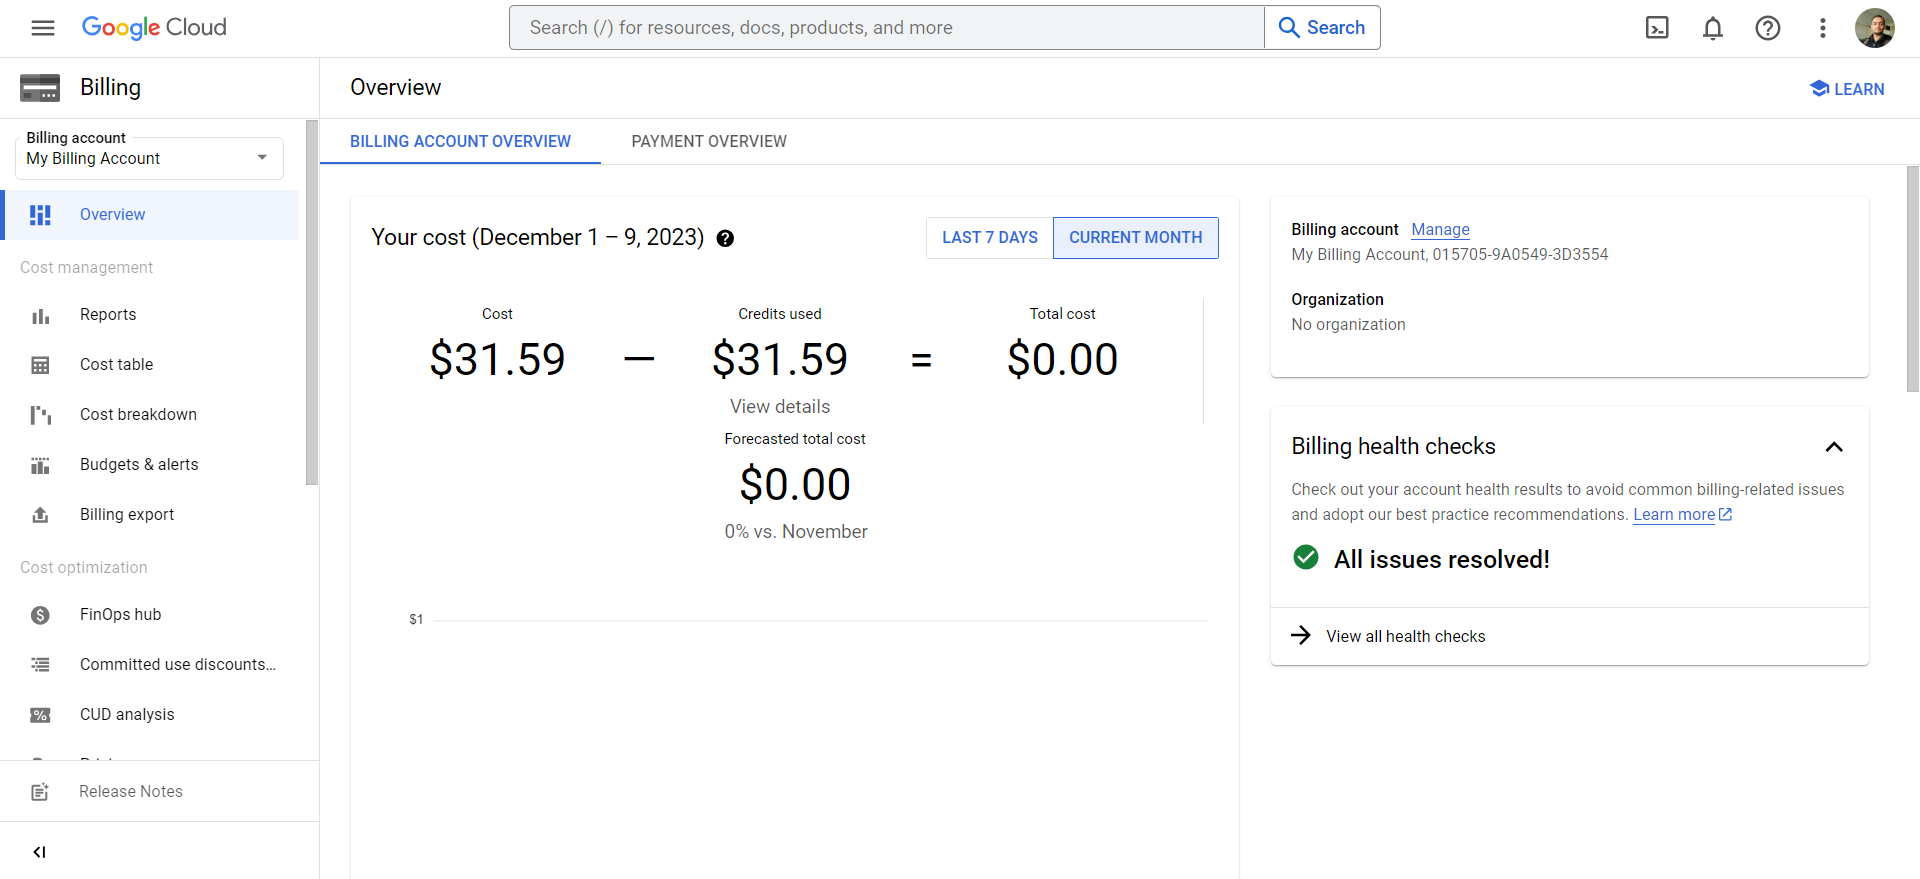 Google Cloud
Search (/) for resources, docs, products, and more
Search
Billing
Overview
LEARN
Billing account
My Billing Account
BILLING ACCOUNT OVERVIEW
PAYMENT OVERVIEW
Overview
Cost management
Reports
Cost table
Cost breakdown
Budgets & alerts
Billing export
Cost optimization
FinOps hub
Committed use discounts...
CUD analysis
Release Notes
Your cost (December 1 – 9, 2023)
LAST 7 DAYS
CURRENT MONTH
Cost
Credits used
Total cost
$31.59 — $31.59 = $0.00
View details
Forecasted total cost
$0.00
0% vs. November
$1
Billing account Manage
My Billing Account, 015705-9A0549-3D3554
Organization
No organization
Billing health checks
Check out your account health results to avoid common billing-related issues
and adopt our best practice recommendations. Learn more
All issues resolved!
View all health checks